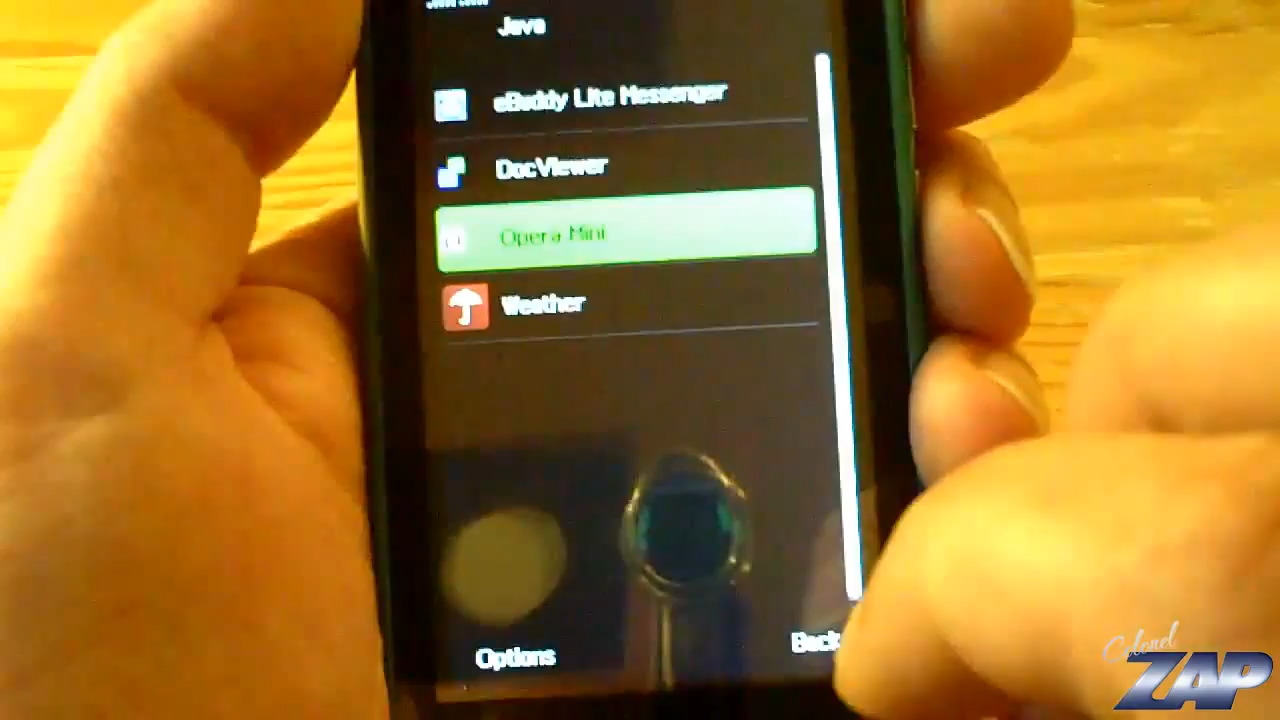 Java
eBuddy Lite Messenger
DocViewer
Opera Mini
Weather
Options
Back
Colonel
ZAP